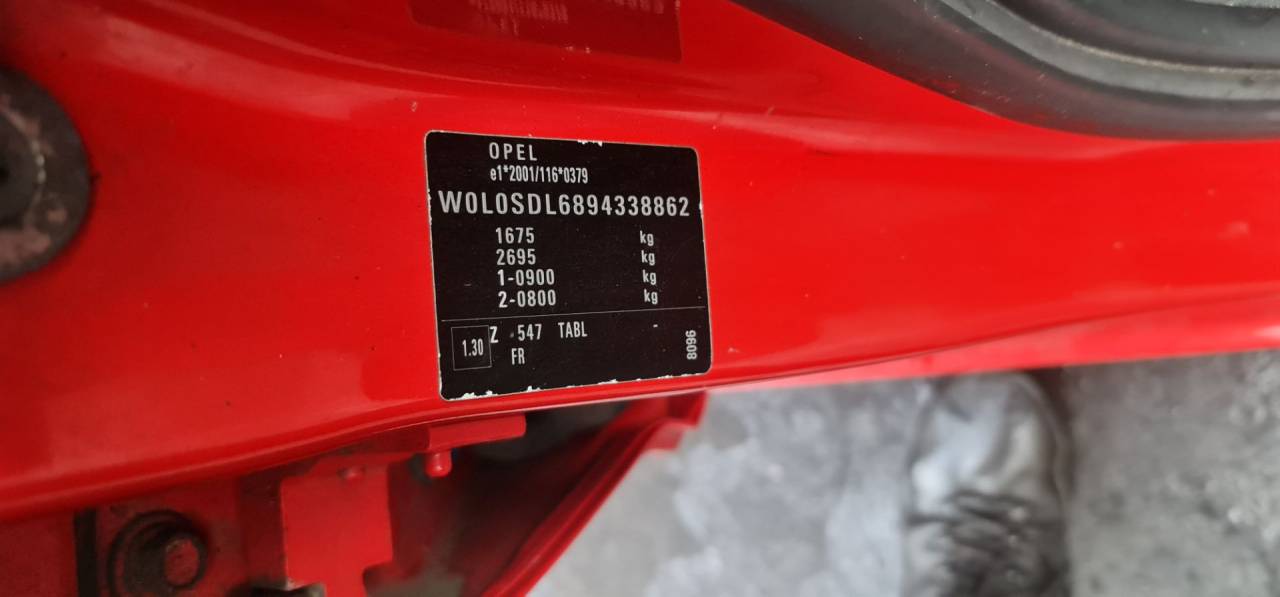 OPEL
e1*2001/116*0379
W0L0SDL6894338862
1675 kg
2695 kg
1-0900 kg
2-0800 kg
1.30 Z 547 TABL -
FR
8096